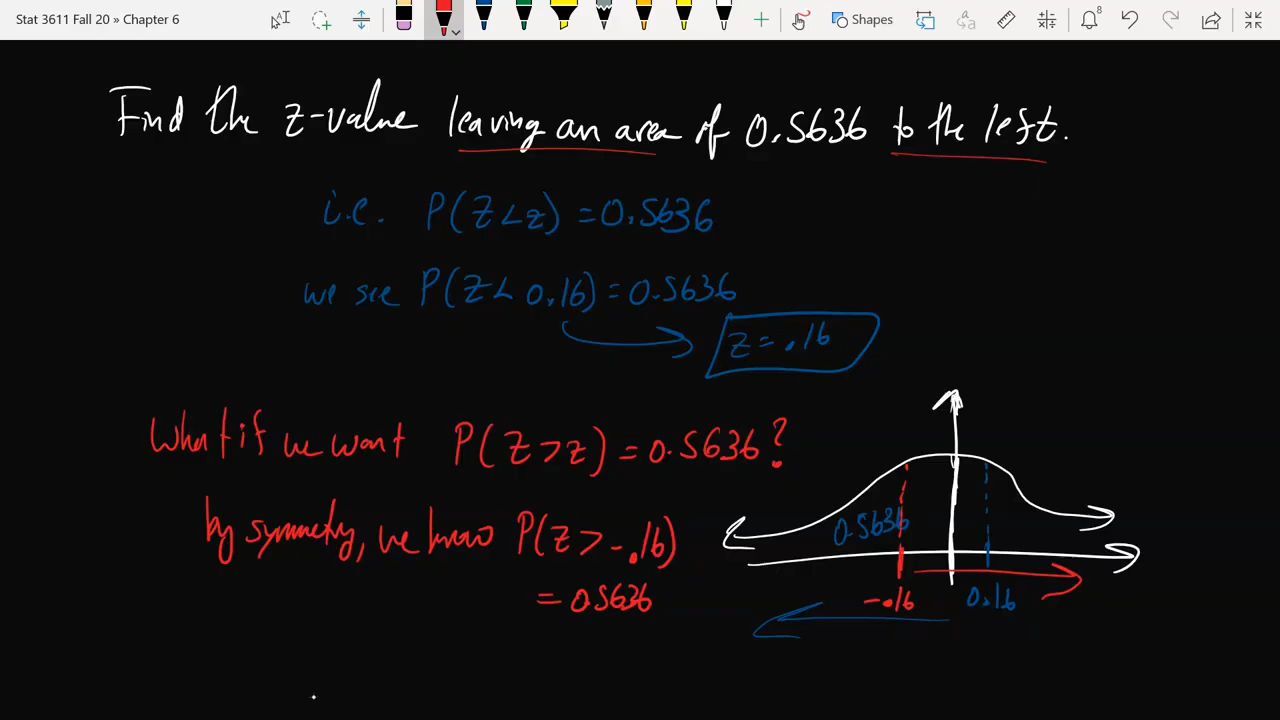 Stat 3611 Fall 20 » Chapter 6
Shapes
8
Find the z-value leaving an area of 0.5636 to the left.
i.e. P(Z<z) = 0.5636
we see P(Z< 0.16) = 0.5636
z = .16
What if we want P(Z>z) = 0.5636?
by symmetry, we know P(Z > -.16)
= 0.5636
0.5636
-.16
0.16